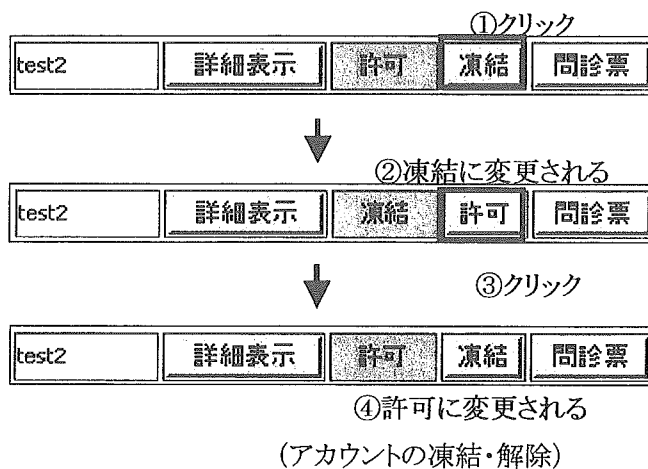 ①クリック
test2 詳細表示 許可 凍結 問診票
②凍結に変更される
test2 詳細表示 凍結 許可 問診票
③クリック
test2 詳細表示 許可 凍結 問診票
④許可に変更される
(アカウントの凍結・解除)